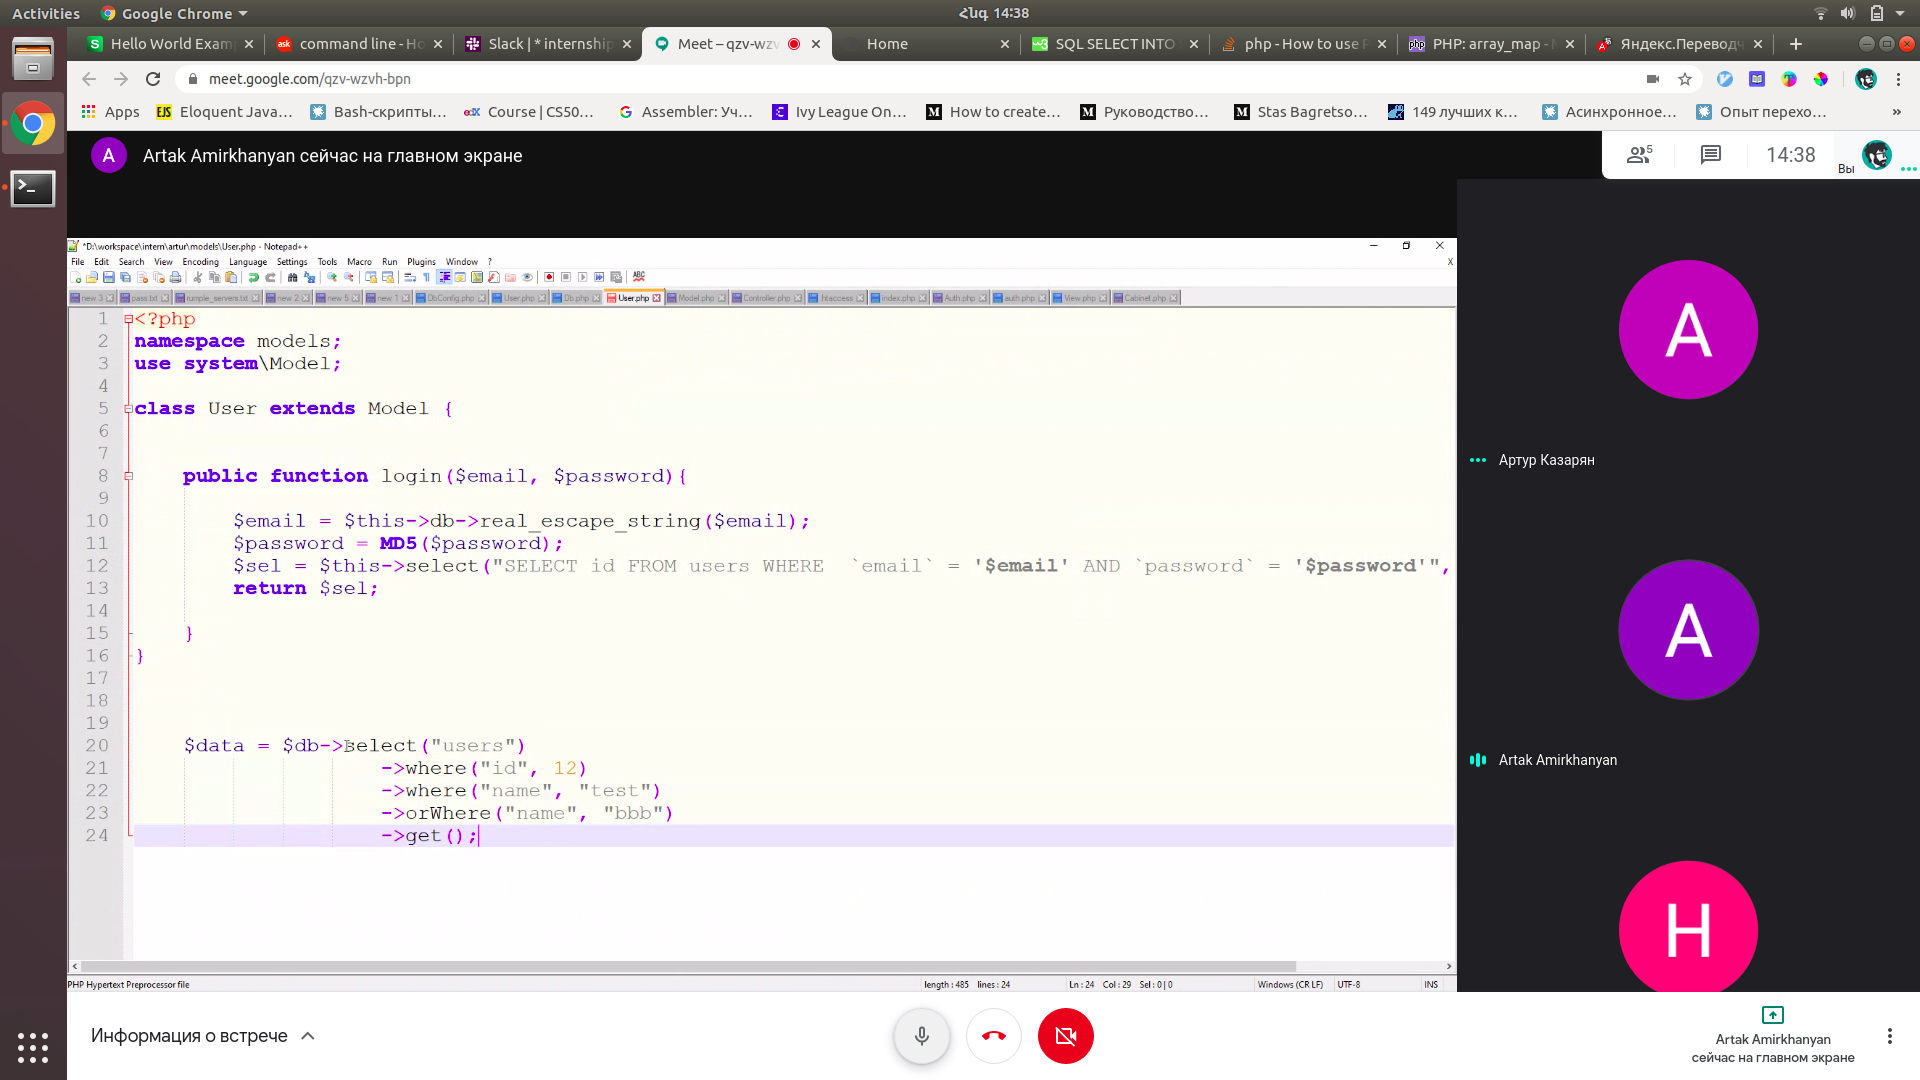 Activities
Google Chrome
Հնգ 14:38
Hello World Exam
command line - Ho
Slack | * internship
Meet – qzv-wzv
Home
SQL SELECT INTO
php - How to use P
PHP: array_map -
Яндекс.Переводч
meet.google.com/qzv-wzvh-bpn
Apps
EJS
Eloquent Java...
Bash-скрипты...
edX
Course | CS50...
Assembler: Уч...
Ivy League On...
How to create...
Руководство...
Stas Bagretso...
149 лучших к...
Асинхронное...
Опыт перехо...
»
A
Artak Amirkhanyan сейчас на главном экране
5
14:38
Вы
*D:\workspace\intern\artur\models\User.php - Notepad++
File Edit Search View Encoding Language Settings Tools Macro Run Plugins Window ?
X
new 3
pass.txt
rumple_servers.txt
new 2
new 5
new 1
DbConfig.php
User.php
Db.php
User.php
Model.php
Controller.php
.htaccess
index.php
Auth.php
auth.php
View.php
Cabinet.php
1 <?php
2 namespace models;
3 use system\Model;
4
5 class User extends Model {
6
7
8 public function login($email, $password){
9
10 $email = $this->db->real_escape_string($email);
11 $password = MD5($password);
12 $sel = $this->select("SELECT id FROM users WHERE  `email` = '$email' AND `password` = '$password'",
13 return $sel;
14
15 }
16 }
17
18
19
20 $data = $db->select("users")
21 ->where("id", 12)
22 ->where("name", "test")
23 ->orWhere("name", "bbb")
24 ->get();
PHP Hypertext Preprocessor file
length : 485 lines : 24
Ln : 24 Col : 29 Sel : 0 | 0
Windows (CR LF)
UTF-8
INS
A
Артур Казарян
A
Artak Amirkhanyan
H
Информация о встрече
Artak Amirkhanyan
сейчас на главном экране